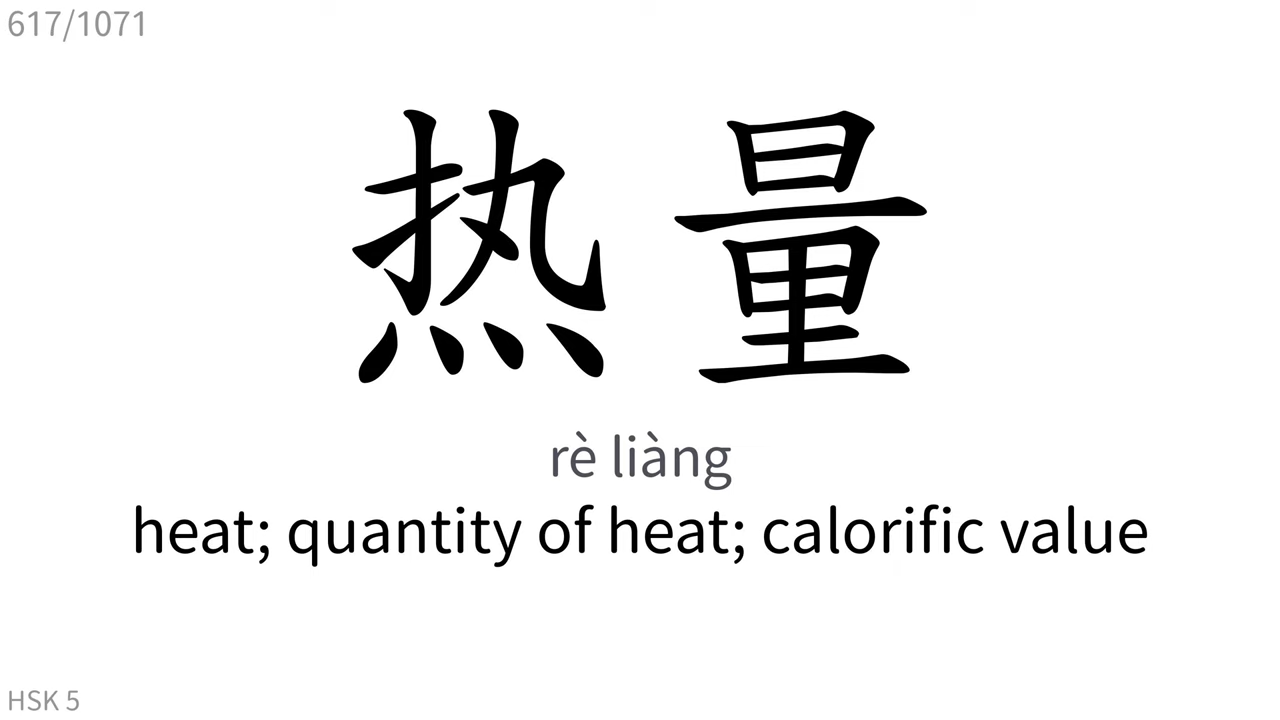 617/1071
热量
rè liàng
heat; quantity of heat; calorific value
HSK 5